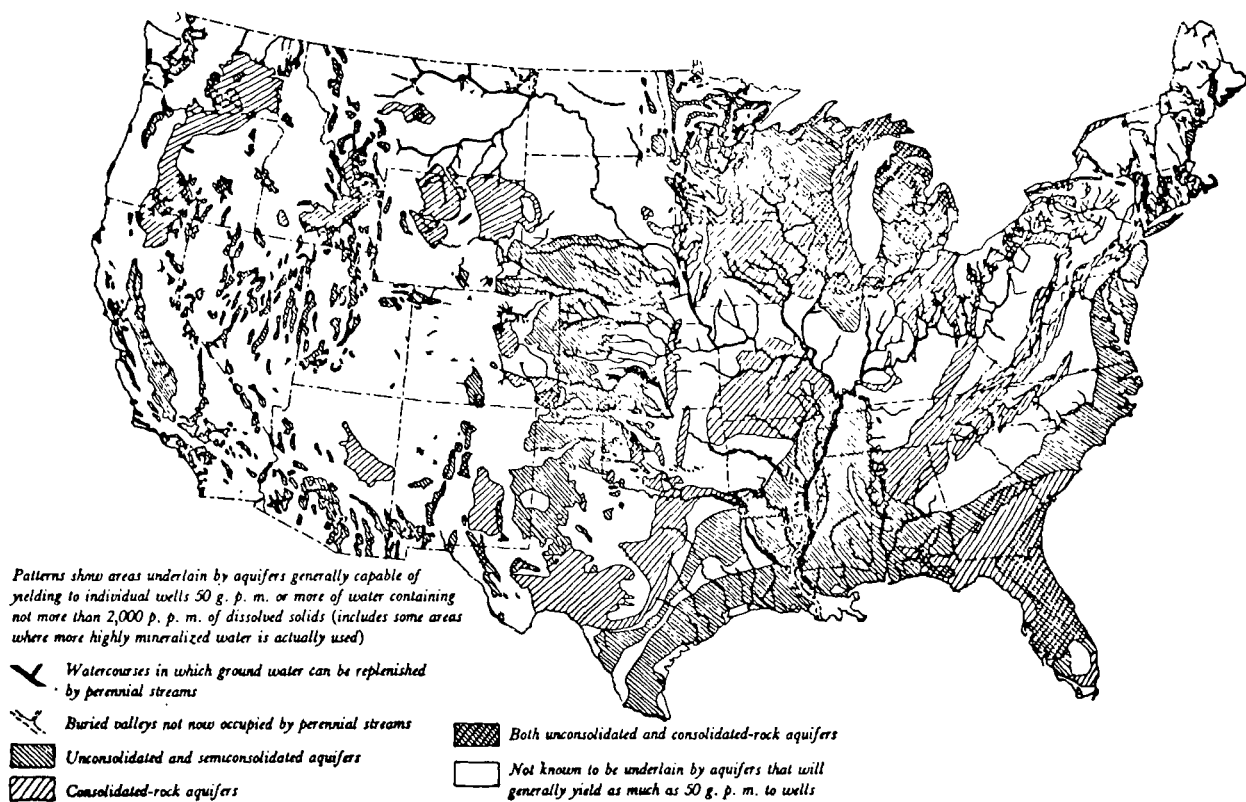 Patterns show areas underlain by aquifers generally capable of
yielding to individual wells 50 g. p. m. or more of water containing
not more than 2,000 p. p. m. of dissolved solids (includes some areas
where more highly mineralized water is actually used)
Watercourses in which ground water can be replenished
by perennial streams
Buried valleys not now occupied by perennial streams
Unconsolidated and semiconsolidated aquifers
Consolidated-rock aquifers
Both unconsolidated and consolidated-rock aquifers
Not known to be underlain by aquifers that will
generally yield as much as 50 g. p. m. to wells